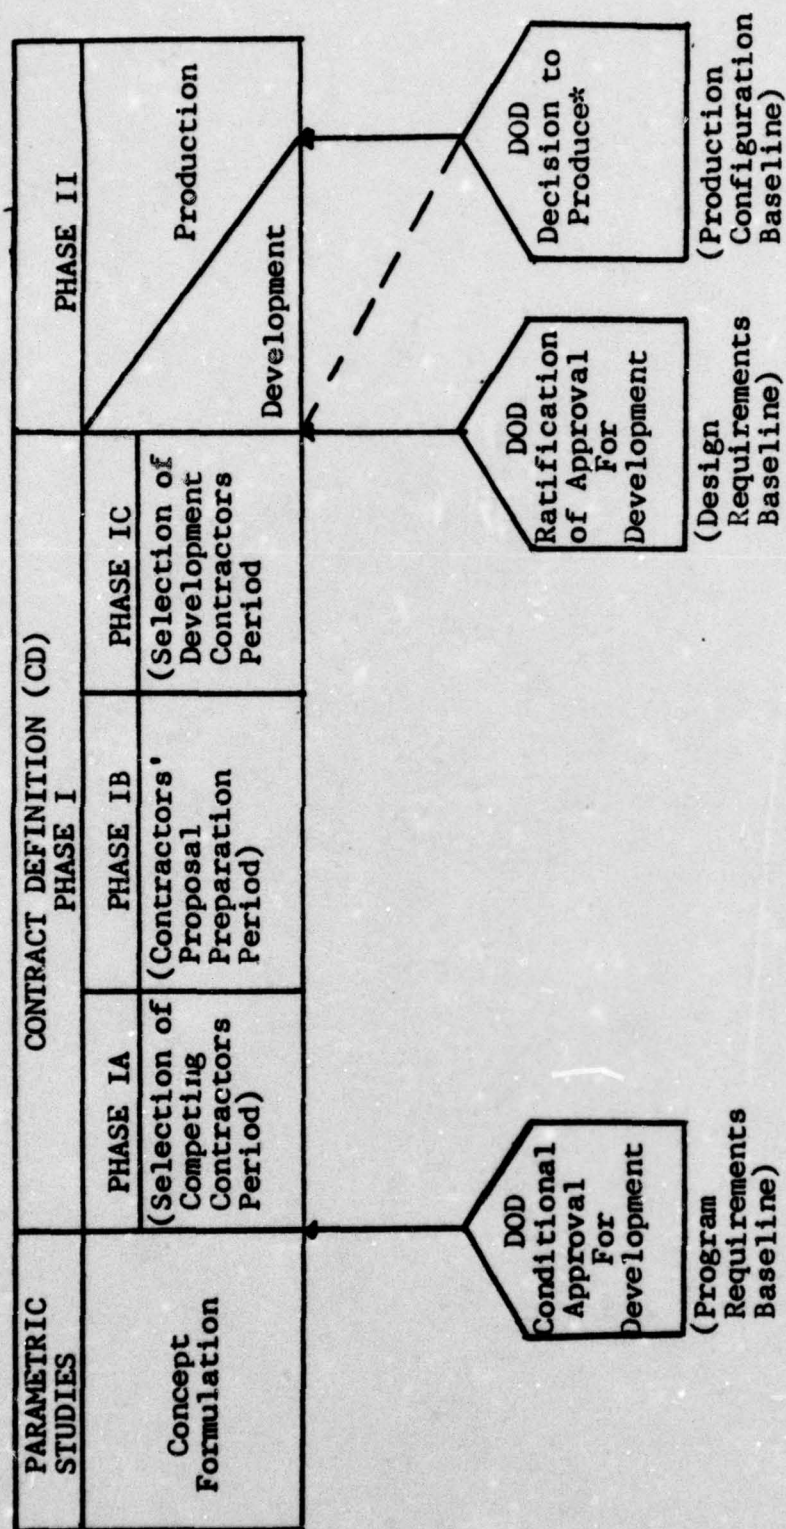 PARAMETRIC
STUDIES
Concept
Formulation
CONTRACT DEFINITION (CD)
PHASE I
PHASE IA
(Selection of
Competing
Contractors
Period)
PHASE IB
(Contractors'
Proposal
Preparation
Period)
PHASE IC
(Selection of
Development
Contractors
Period
PHASE II
Production
Development
DOD
Conditional
Approval
For
Development
(Program
Requirements
Baseline)
DOD
Ratification
of Approval
For
Development
(Design
Requirements
Baseline)
DOD
Decision to
Produce*
(Production
Configuration
Baseline)